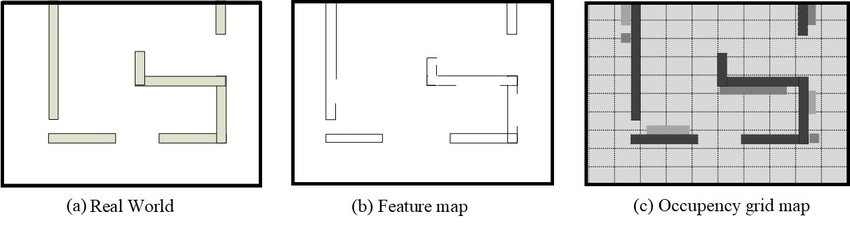 (a) Real World
(b) Feature map
(c) Occupancy grid map